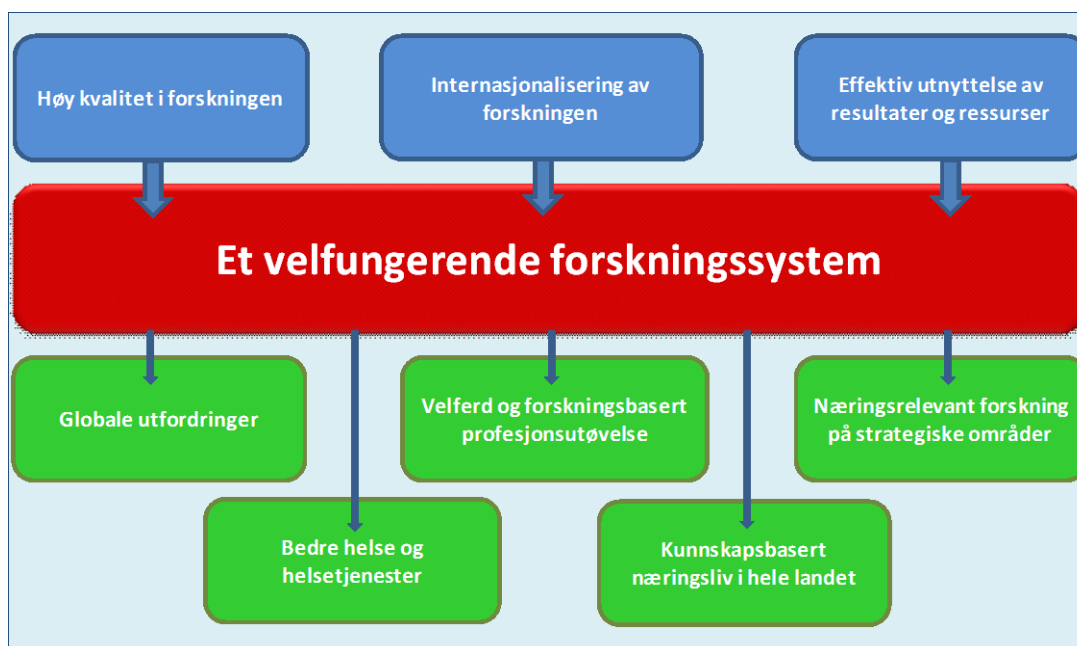 Høy kvalitet i forskningen
Internasjonalisering av
forskningen
Effektiv utnyttelse av
resultater og ressurser
Et velfungerende forskningssystem
Globale utfordringer
Velferd og forskningsbasert
profesjonsutøvelse
Næringsrelevant forskning
på strategiske områder
Bedre helse og
helsetjenester
Kunnskapsbasert
næringsliv i hele landet